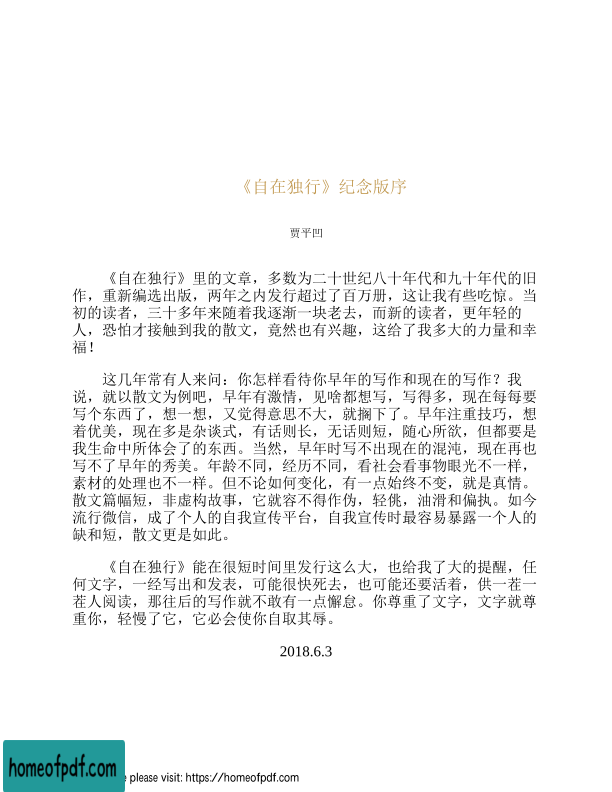 《自在独行》纪念版序
贾平凹
《自在独行》里的文章，多数为二十世纪八十年代和九十年代的旧
作，重新编选出版，两年之内发行超过了百万册，这让我有些吃惊。当
初的读者，三十多年来随着我逐渐一块老去，而新的读者，更年轻的
人，恐怕才接触到我的散文，竟然也有兴趣，这给了我多大的力量和幸
福！
这几年常有人来问：你怎样看待你早年的写作和现在的写作？我
说，就以散文为例吧，早年有激情，见啥都想写，写得多，现在每每要
写个东西了，想一想，又觉得意思不大，就搁下了。早年注重技巧，想
着优美，现在多是杂谈式，有话则长，无话则短，随心所欲，但都要是
我生命中所体会了的东西。当然，早年时写不出现在的混沌，现在再也
写不了早年的秀美。年龄不同，经历不同，看社会看事物眼光不一样，
素材的处理也不一样。但不论如何变化，有一点始终不变，就是真情。
散文篇幅短，非虚构故事，它就容不得作伪，轻佻，油滑和偏执。如今
流行微信，成了个人的自我宣传平台，自我宣传时最容易暴露一个人的
缺和短，散文更是如此。
《自在独行》能在很短时间里发行这么大，也给我了大的提醒，任
何文字，一经写出和发表，可能很快死去，也可能还要活着，供一茬一
茬人阅读，那往后的写作就不敢有一点懈怠。你尊重了文字，文字就尊
重你，轻慢了它，它必会使你自取其辱。
2018.6.3
homeofpdf.com
please visit: https://homeofpdf.com